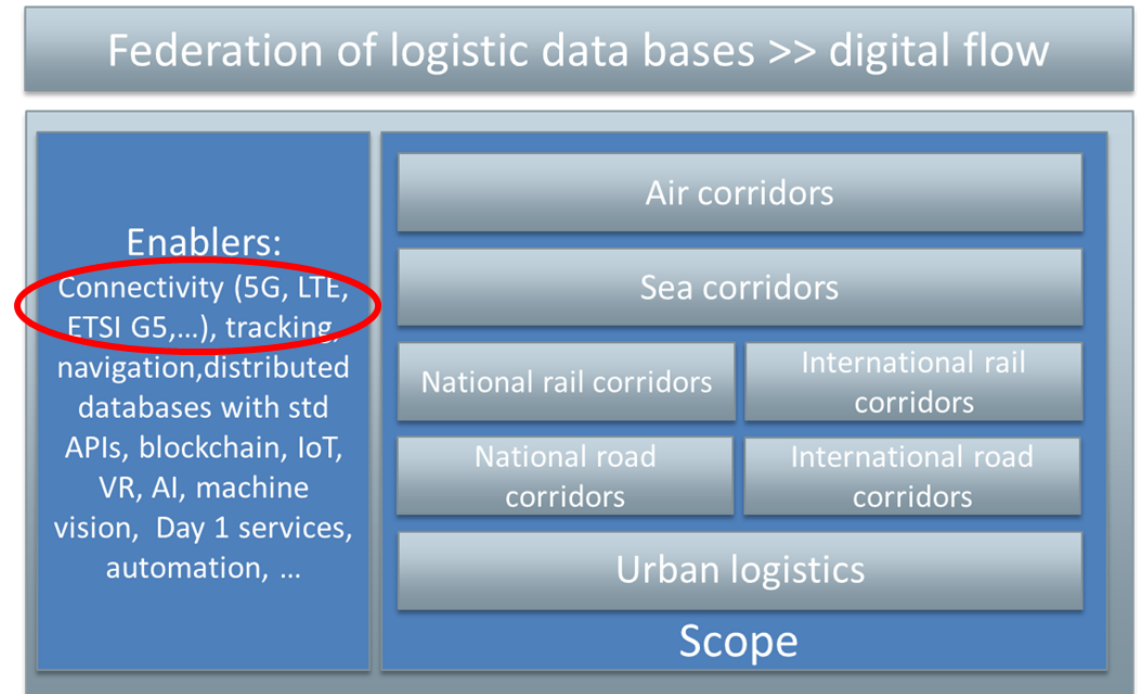 Federation of logistic data bases >> digital flow
Enablers:
Connectivity (5G, LTE,
ETSI G5,...), tracking,
navigation,distributed
databases with std
APIs, blockchain, IoT,
VR, AI, machine
vision,  Day 1 services,
automation, ...
Air corridors
Sea corridors
National rail corridors
International rail
corridors
National road
corridors
International road
corridors
Urban logistics
Scope